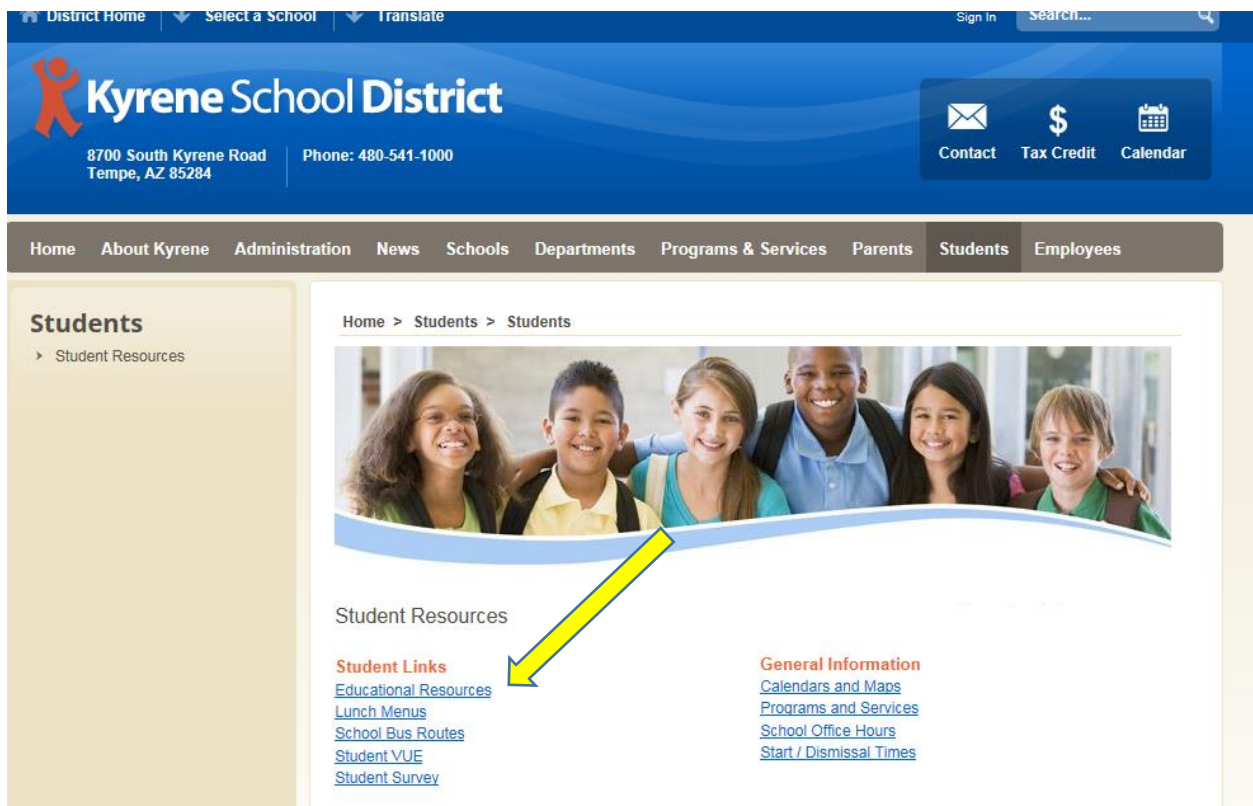 District Home Select a School Translate Sign In Search...
Kyrene School District
8700 South Kyrene Road Phone: 480-541-1000
Tempe, AZ 85284
Contact Tax Credit Calendar
Home About Kyrene Administration News Schools Departments Programs & Services Parents Students Employees
Students
Student Resources
Home > Students > Students
Student Resources
Student Links
Educational Resources
Lunch Menus
School Bus Routes
Student VUE
Student Survey
General Information
Calendars and Maps
Programs and Services
School Office Hours
Start / Dismissal Times